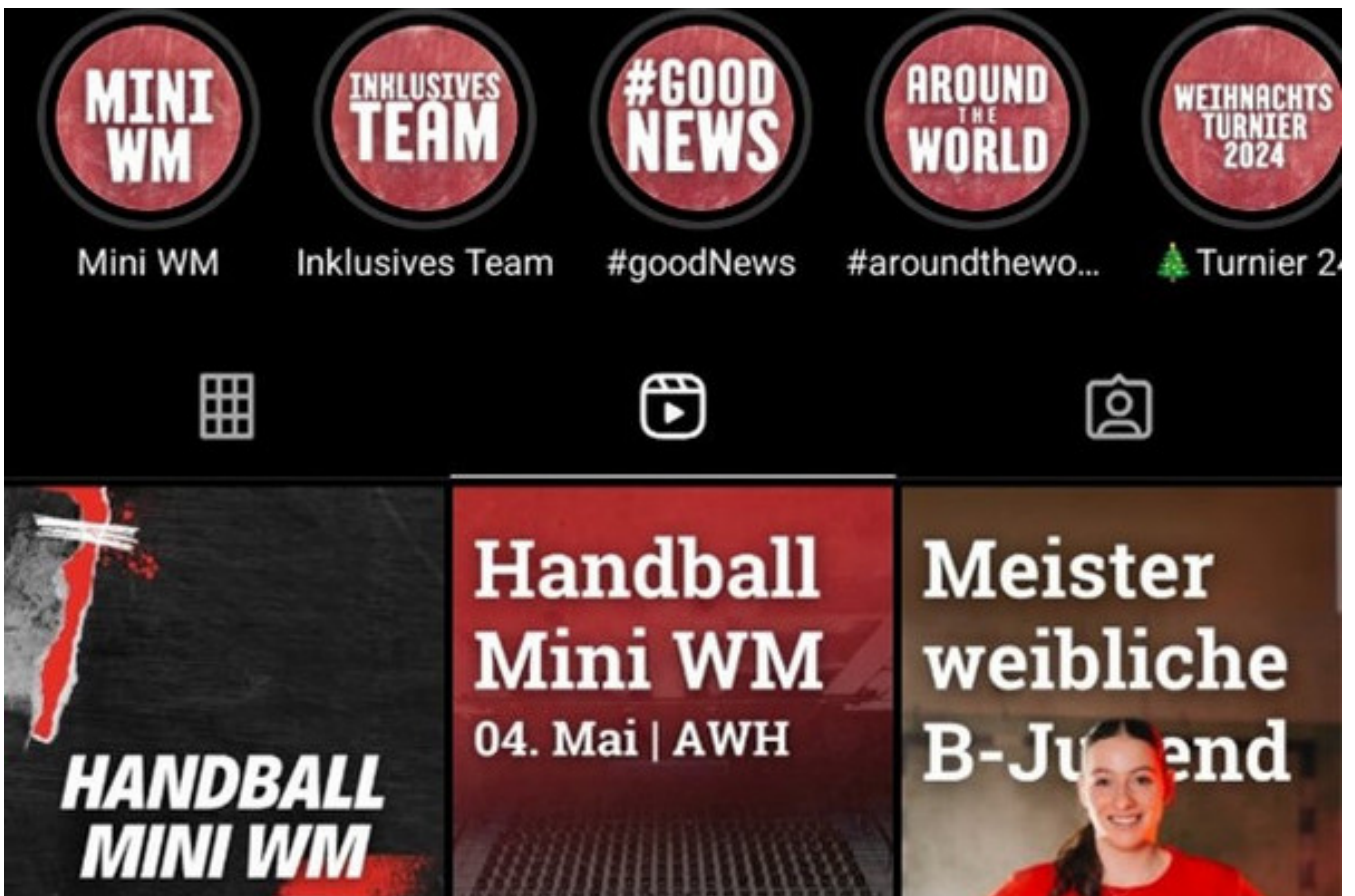 MINI
WM
INKLUSIVES
TEAM
#GOOD
NEWS
AROUND
THE
WORLD
WEIHNACHTS
TURNIER
2024
Mini WM
Inklusives Team
#goodNews
#aroundthewo...
🎄 Turnier 24
Handball
Mini WM
04. Mai | AWH
Meister
weibliche
B-Ju end
HANDBALL
MINI WM